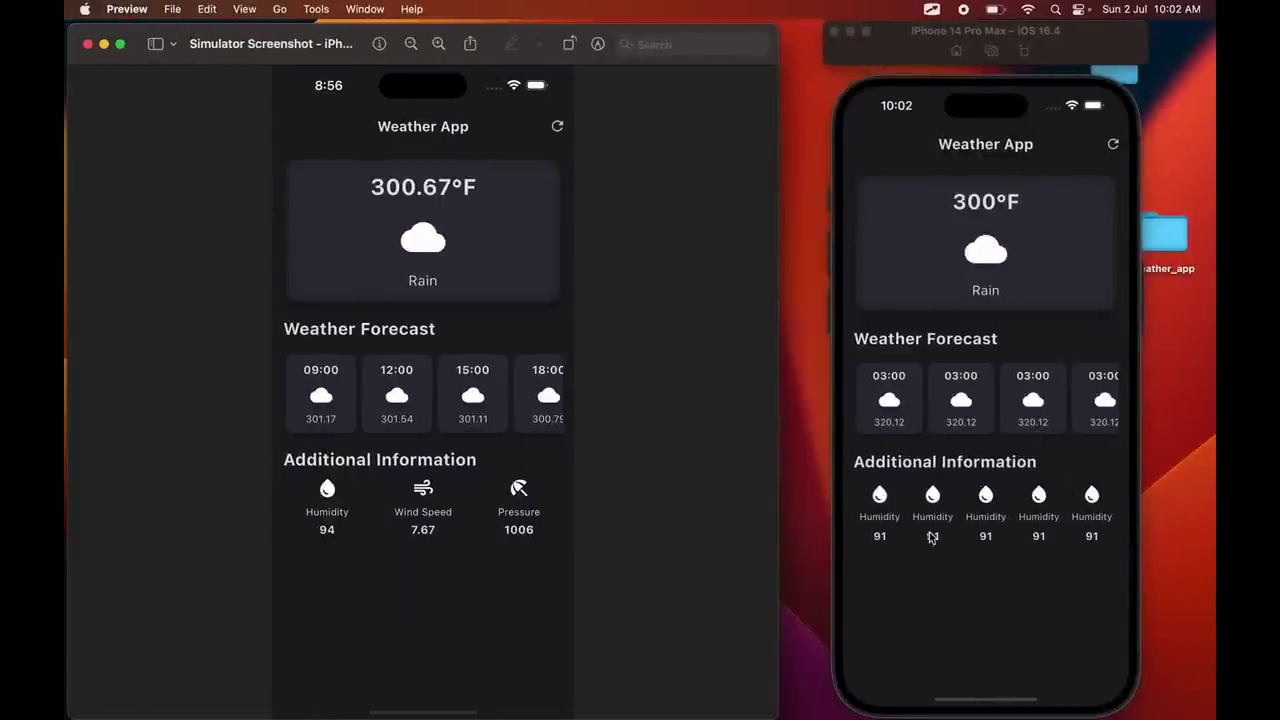 Preview File Edit View Go Tools Window Help Sun 2 Jul 10:02 AM
Simulator Screenshot - iPh... Search
8:56
Weather App
300.67°F
Rain
Weather Forecast
09:00 12:00 15:00 18:00
301.17 301.54 301.11 300.79
Additional Information
Humidity Wind Speed Pressure
94 7.67 1006
iPhone 14 Pro Max – iOS 16.4
10:02
Weather App
300°F
Rain
Weather Forecast
03:00 03:00 03:00 03:00
320.12 320.12 320.12 320.12
Additional Information
Humidity Humidity Humidity Humidity Humidity
91 91 91 91
eather_app